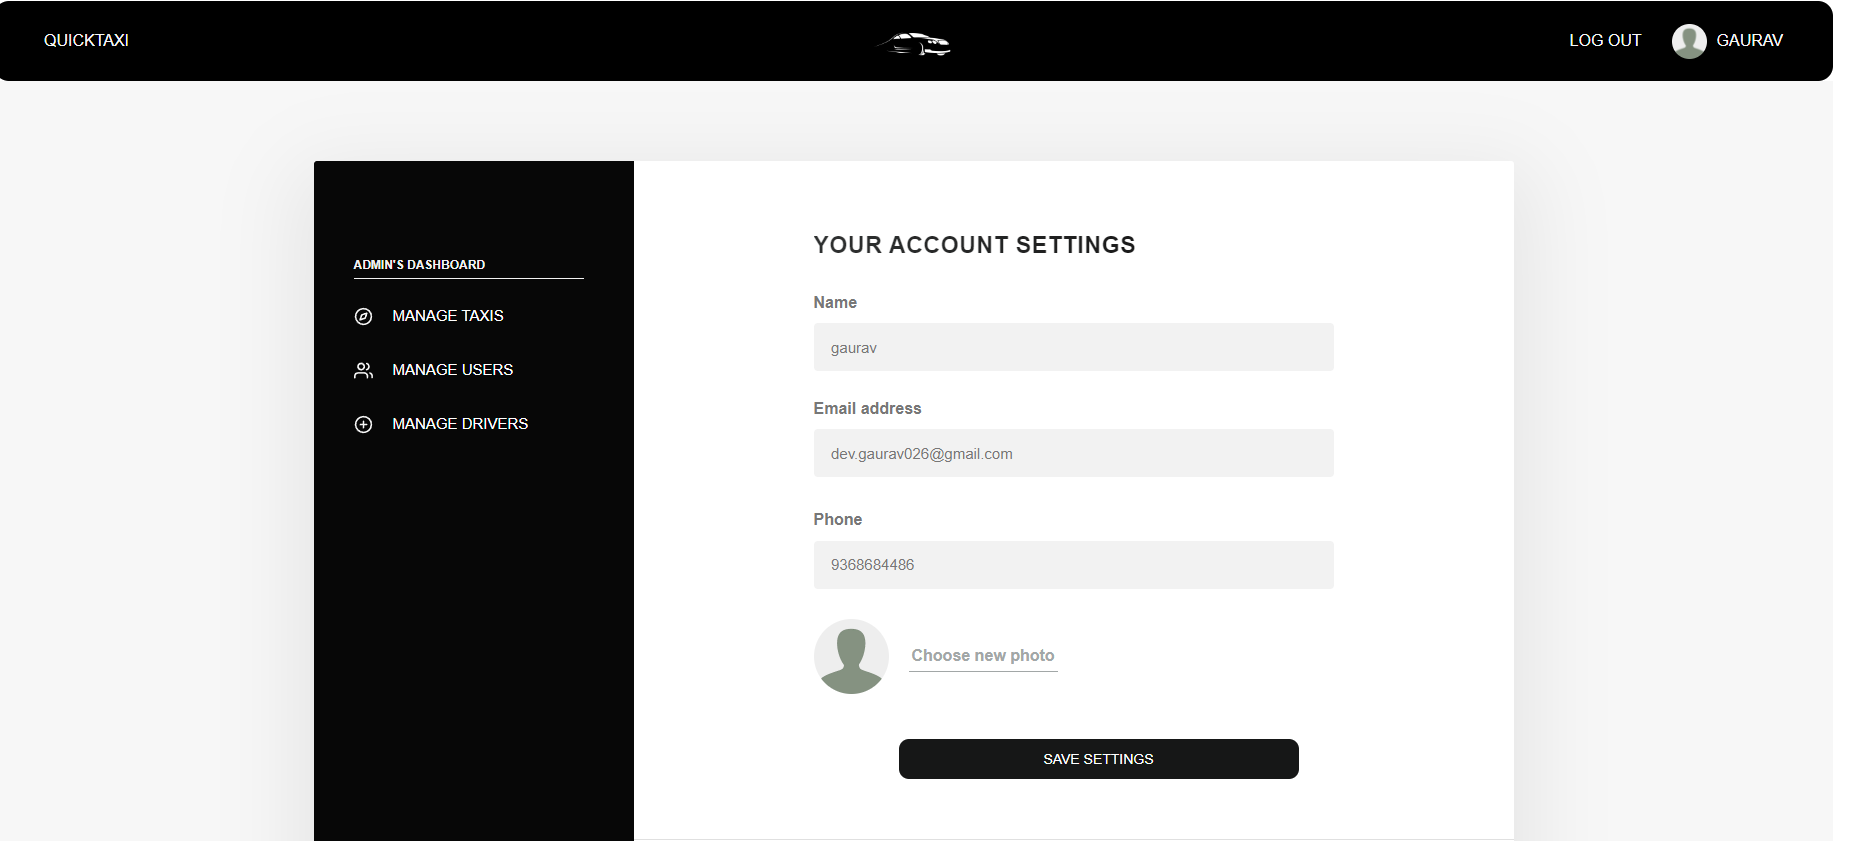 QUICKTAXI
LOG OUT
GAURAV
ADMIN'S DASHBOARD
MANAGE TAXIS
MANAGE USERS
MANAGE DRIVERS
YOUR ACCOUNT SETTINGS
Name
gaurav
Email address
dev.gaurav026@gmail.com
Phone
9368684486
Choose new photo
SAVE SETTINGS